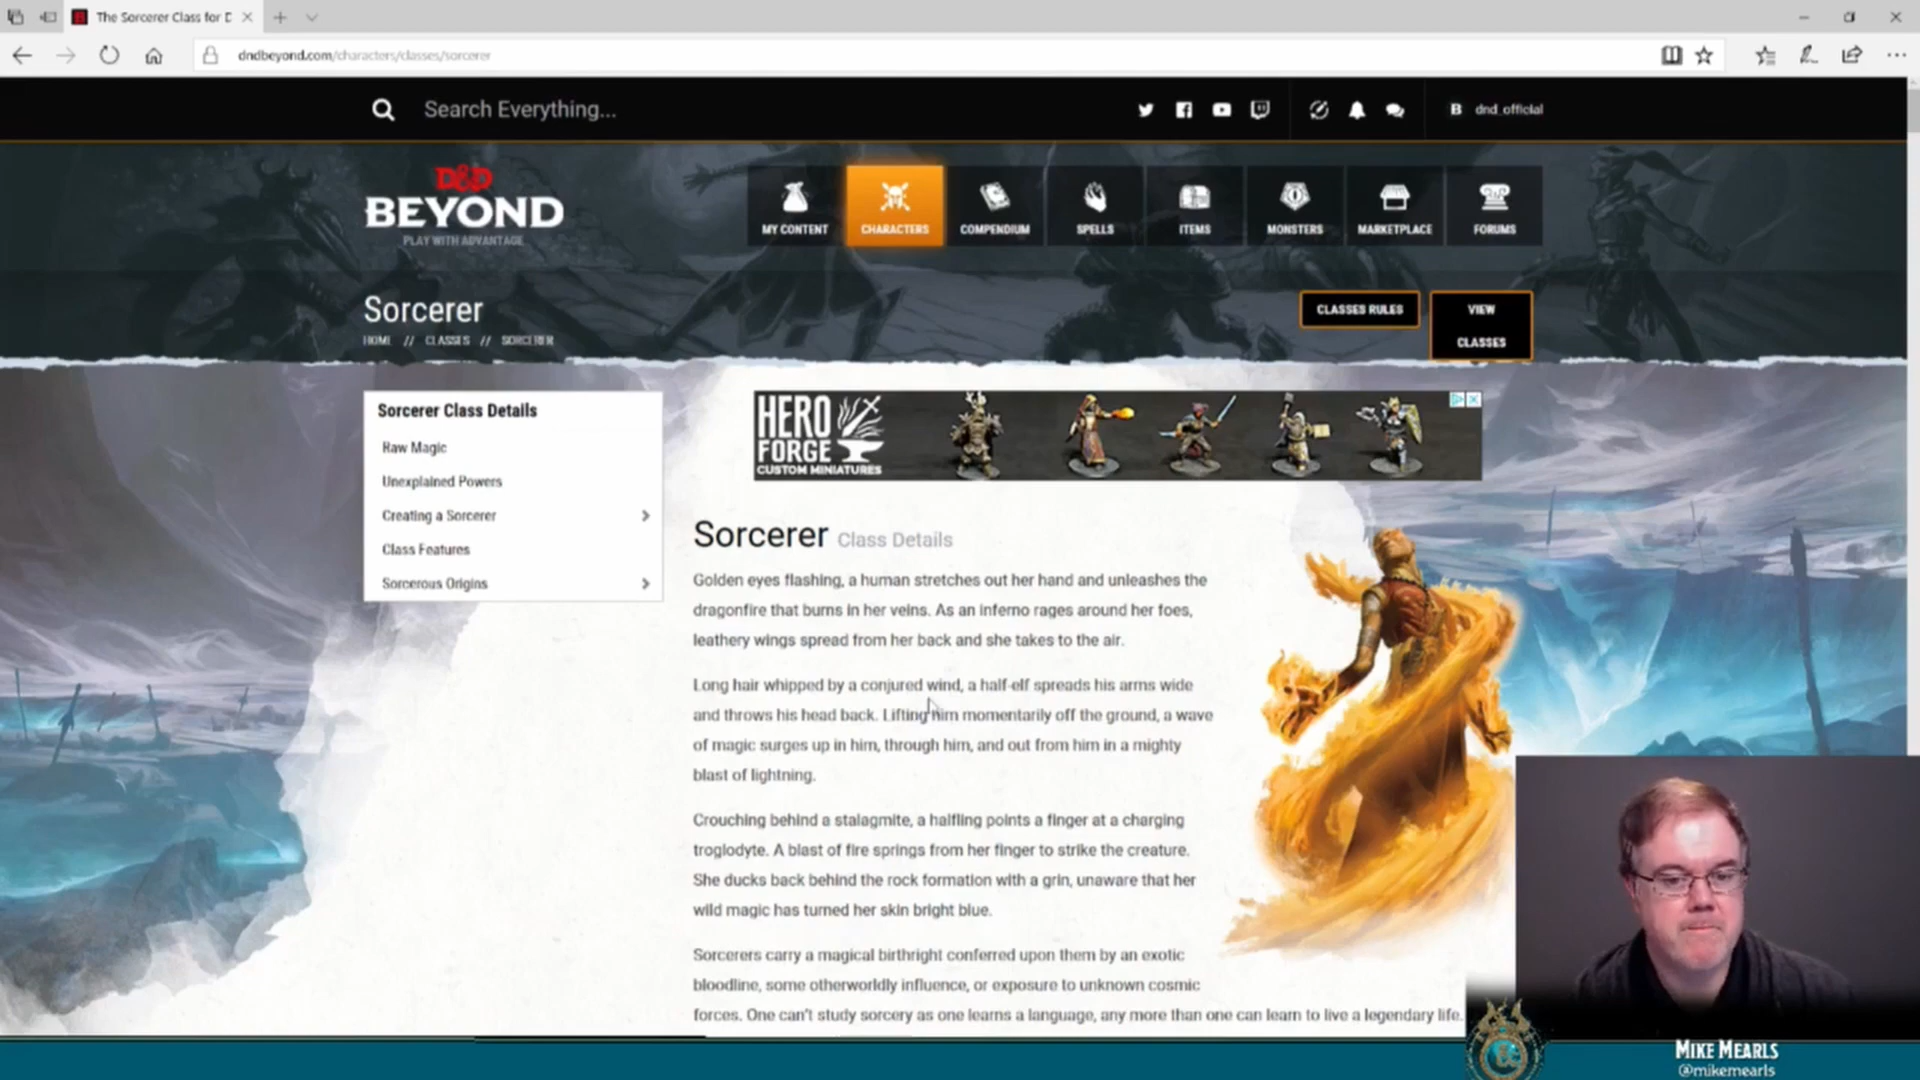 The Sorcerer Class for D
dndbeyond.com/characters/classes/sorcerer
Search Everything...
B dnd_official
D&D
BEYOND
PLAY WITH ADVANTAGE
MY CONTENT
CHARACTERS
COMPENDIUM
SPELLS
ITEMS
MONSTERS
MARKETPLACE
FORUMS
Sorcerer
HOME // CLASSES // SORCERER
CLASSES RULES
VIEW
CLASSES
Sorcerer Class Details
Raw Magic
Unexplained Powers
Creating a Sorcerer
Class Features
Sorcerous Origins
HERO
FORGE
CUSTOM MINIATURES
Sorcerer Class Details
Golden eyes flashing, a human stretches out her hand and unleashes the
dragonfire that burns in her veins. As an inferno rages around her foes,
leathery wings spread from her back and she takes to the air.
Long hair whipped by a conjured wind, a half-elf spreads his arms wide
and throws his head back. Lifting him momentarily off the ground, a wave
of magic surges up in him, through him, and out from him in a mighty
blast of lightning.
Crouching behind a stalagmite, a halfling points a finger at a charging
troglodyte. A blast of fire springs from her finger to strike the creature.
She ducks back behind the rock formation with a grin, unaware that her
wild magic has turned her skin bright blue.
Sorcerers carry a magical birthright conferred upon them by an exotic
bloodline, some otherworldly influence, or exposure to unknown cosmic
forces. One can't study sorcery as one learns a language, any more than one can learn to live a legendary life.
MIKE MEARLS
@mikemearls